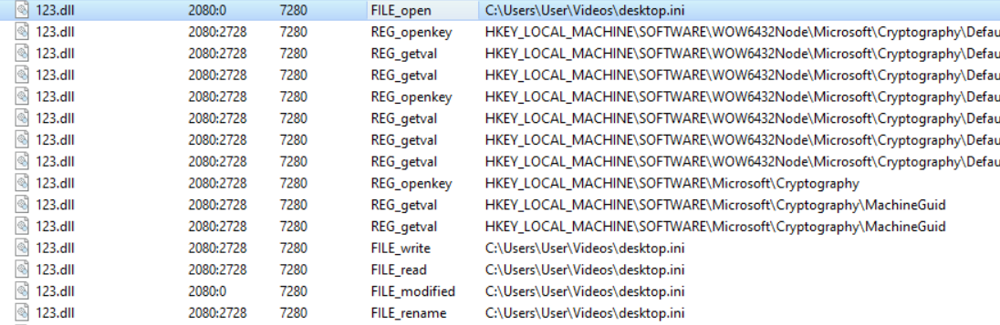 123.dll 2080:0 7280 FILE_open C:\Users\User\Videos\desktop.ini
123.dll 2080:2728 7280 REG_openkey HKEY_LOCAL_MACHINE\SOFTWARE\WOW6432Node\Microsoft\Cryptography\Defau
123.dll 2080:2728 7280 REG_getval HKEY_LOCAL_MACHINE\SOFTWARE\WOW6432Node\Microsoft\Cryptography\Defau
123.dll 2080:2728 7280 REG_getval HKEY_LOCAL_MACHINE\SOFTWARE\WOW6432Node\Microsoft\Cryptography\Defau
123.dll 2080:2728 7280 REG_openkey HKEY_LOCAL_MACHINE\SOFTWARE\WOW6432Node\Microsoft\Cryptography\Defau
123.dll 2080:2728 7280 REG_getval HKEY_LOCAL_MACHINE\SOFTWARE\WOW6432Node\Microsoft\Cryptography\Defau
123.dll 2080:2728 7280 REG_getval HKEY_LOCAL_MACHINE\SOFTWARE\WOW6432Node\Microsoft\Cryptography\Defau
123.dll 2080:2728 7280 REG_getval HKEY_LOCAL_MACHINE\SOFTWARE\WOW6432Node\Microsoft\Cryptography\Defau
123.dll 2080:2728 7280 REG_openkey HKEY_LOCAL_MACHINE\SOFTWARE\Microsoft\Cryptography
123.dll 2080:2728 7280 REG_getval HKEY_LOCAL_MACHINE\SOFTWARE\Microsoft\Cryptography\MachineGuid
123.dll 2080:2728 7280 REG_getval HKEY_LOCAL_MACHINE\SOFTWARE\Microsoft\Cryptography\MachineGuid
123.dll 2080:2728 7280 FILE_write C:\Users\User\Videos\desktop.ini
123.dll 2080:2728 7280 FILE_read C:\Users\User\Videos\desktop.ini
123.dll 2080:0 7280 FILE_modified C:\Users\User\Videos\desktop.ini
123.dll 2080:2728 7280 FILE_rename C:\Users\User\Videos\desktop.ini